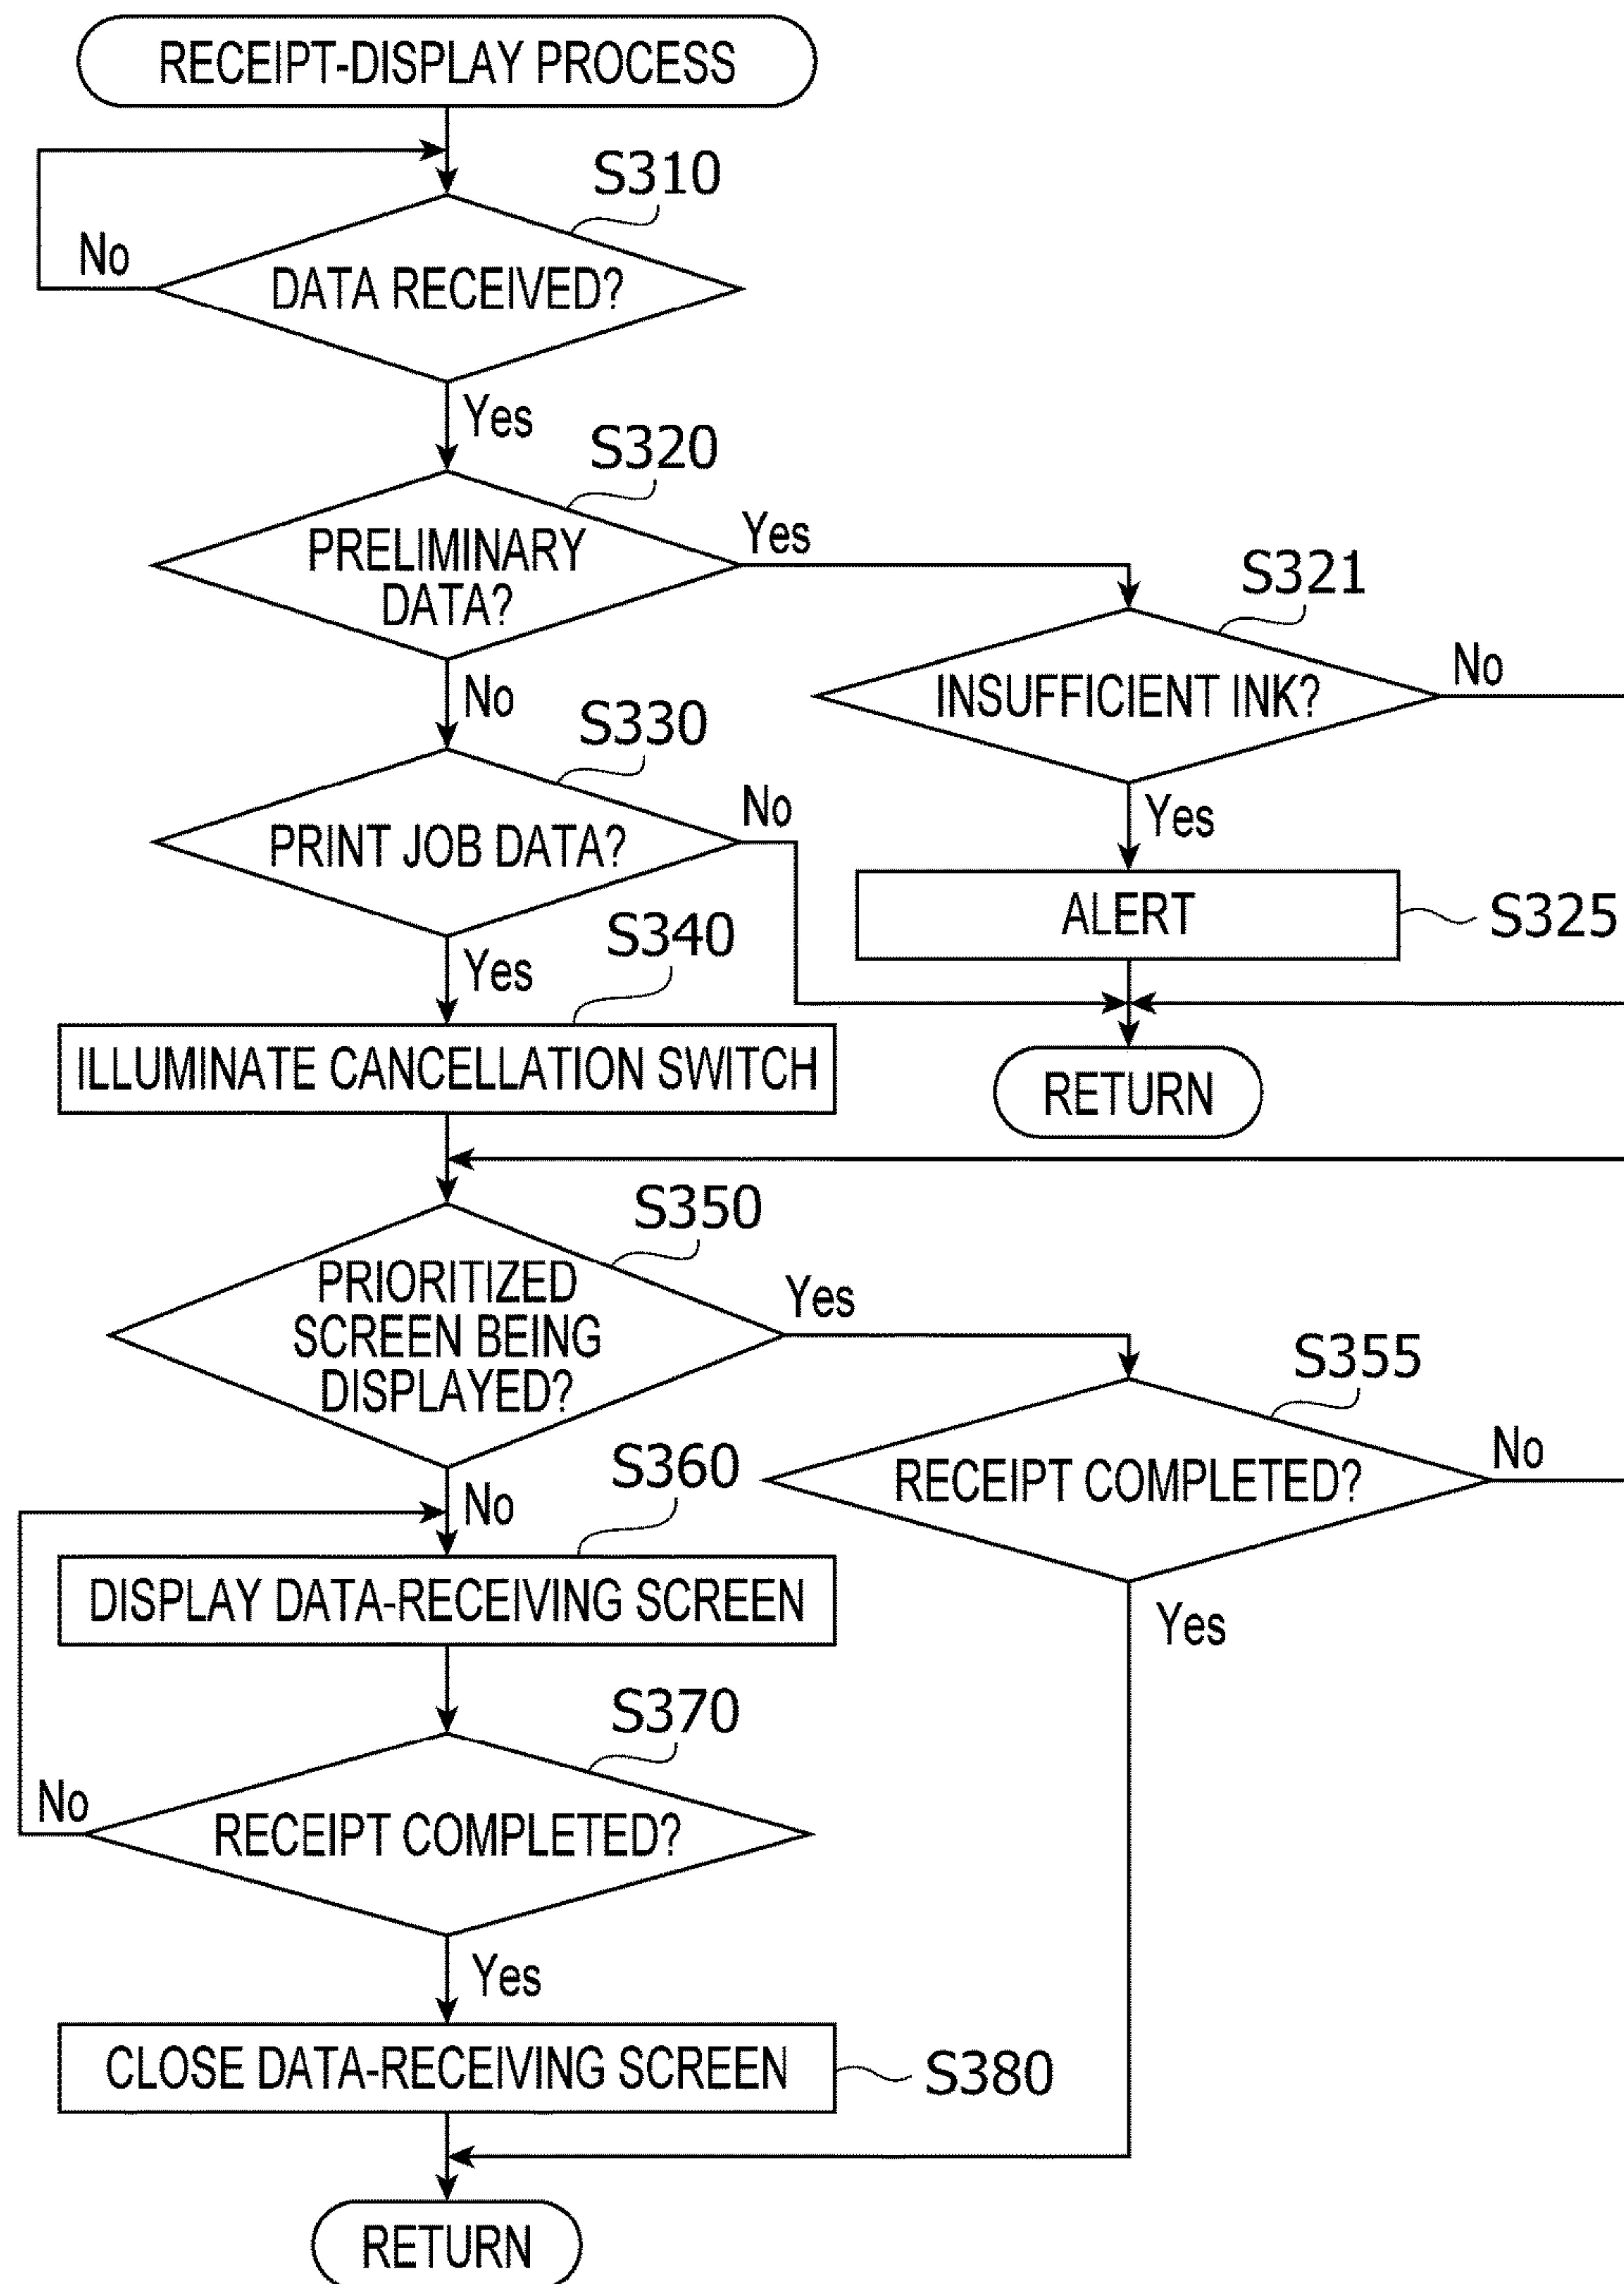 RECEIPT-DISPLAY PROCESS
S310
No
DATA RECEIVED?
Yes
S320
PRELIMINARY
DATA?
Yes
S321
INSUFFICIENT INK?
No
No
S330
PRINT JOB DATA?
No
Yes
ALERT
S325
Yes
S340
ILLUMINATE CANCELLATION SWITCH
RETURN
S350
PRIORITIZED
SCREEN BEING
DISPLAYED?
Yes
S355
RECEIPT COMPLETED?
No
No
S360
DISPLAY DATA-RECEIVING SCREEN
Yes
S370
No
RECEIPT COMPLETED?
Yes
CLOSE DATA-RECEIVING SCREEN
S380
RETURN